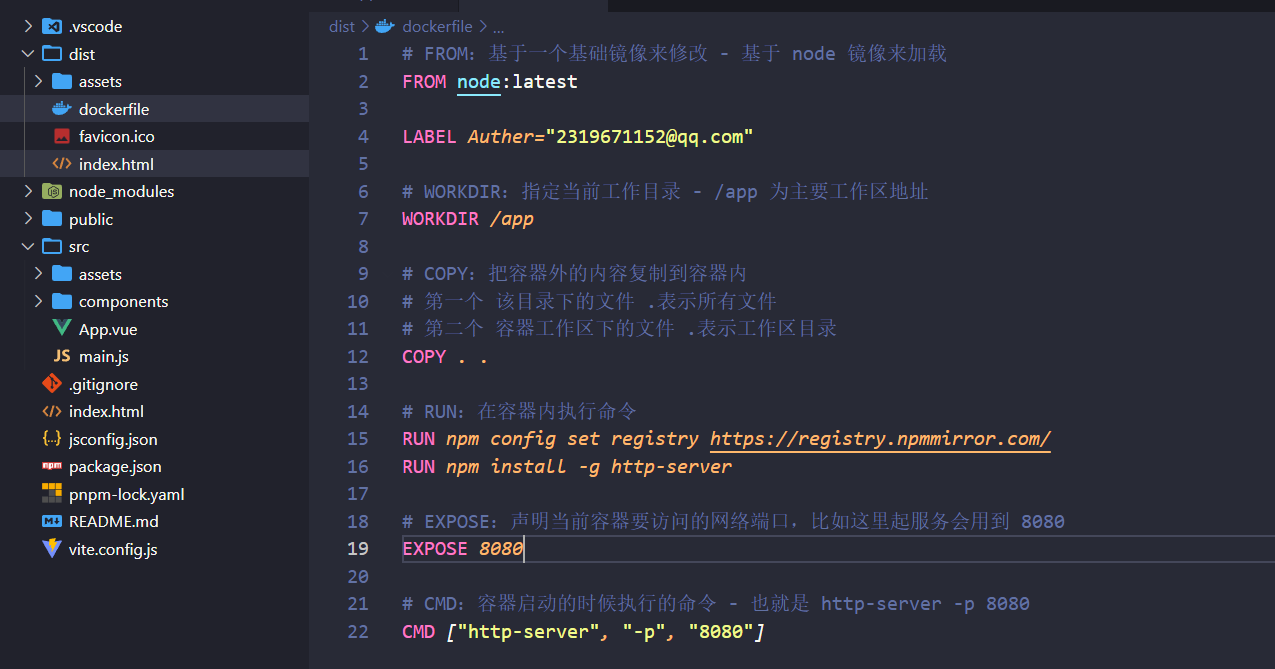 .vscode
dist
assets
dockerfile
favicon.ico
index.html
node_modules
public
src
assets
components
App.vue
JS main.js
.gitignore
index.html
jsconfig.json
npm package.json
pnpm-lock.yaml
README.md
vite.config.js
dist > dockerfile > ...
1 # FROM：基于一个基础镜像来修改 - 基于 node 镜像来加载
2 FROM node:latest
3
4 LABEL Auther="2319671152@qq.com"
5
6 # WORKDIR：指定当前工作目录 - /app 为主要工作区地址
7 WORKDIR /app
8
9 # COPY：把容器外的内容复制到容器内
10 # 第一个 该目录下的文件 .表示所有文件
11 # 第二个 容器工作区下的文件 .表示工作区目录
12 COPY . .
13
14 # RUN：在容器内执行命令
15 RUN npm config set registry https://registry.npmmirror.com/
16 RUN npm install -g http-server
17
18 # EXPOSE：声明当前容器要访问的网络端口，比如这里起服务会用到 8080
19 EXPOSE 8080
20
21 # CMD：容器启动的时候执行的命令 - 也就是 http-server -p 8080
22 CMD ["http-server", "-p", "8080"]